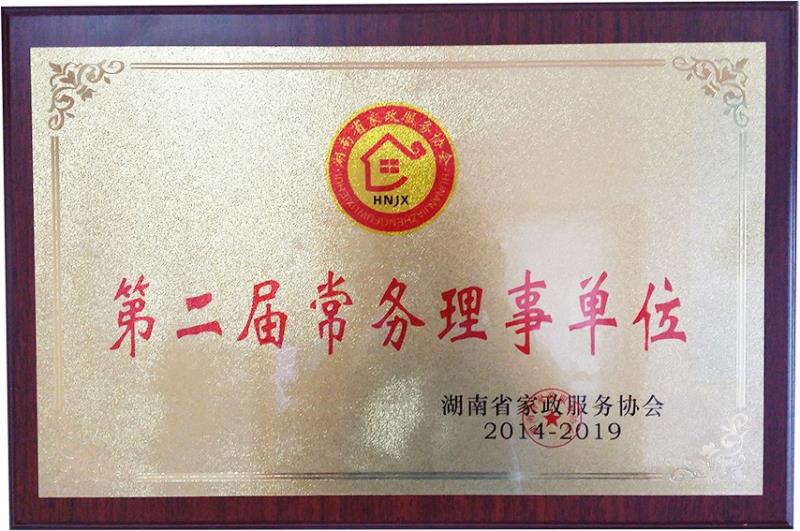 湖南省家政服务协会
HUNANJIAZHENGFUWUXIEHUI
HNJX
第二届常务理事单位
湖南省家政服务协会
2014-2019